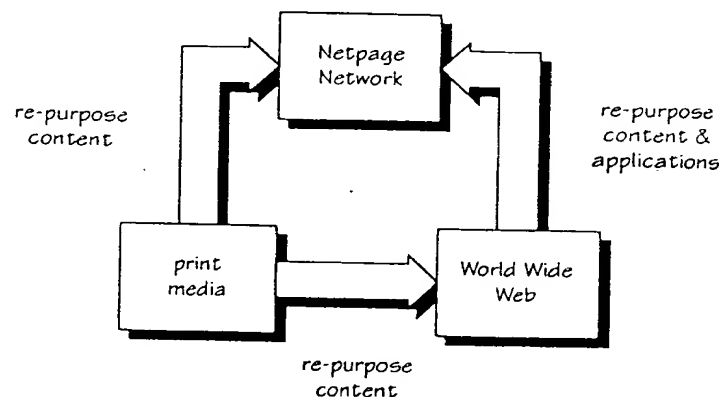 Netpage
Network
re-purpose
content
re-purpose
content &
applications
print
media
World Wide
Web
re-purpose
content